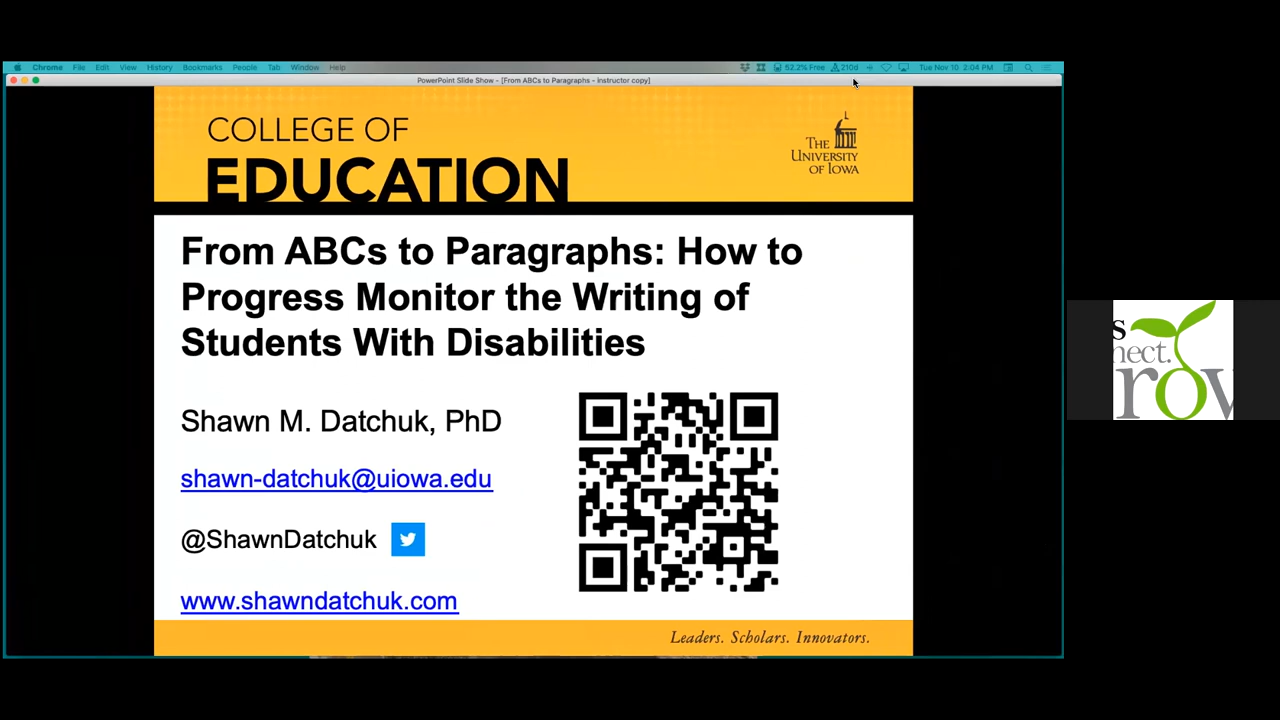 Chrome File Edit View History Bookmarks People Tab Window Help 52.2% Free 210d Tue Nov 10 2:04 PM
PowerPoint Slide Show - [From ABCs to Paragraphs - instructor copy]
COLLEGE OF
EDUCATION
THE
UNIVERSITY
OF IOWA
From ABCs to Paragraphs: How to
Progress Monitor the Writing of
Students With Disabilities
Shawn M. Datchuk, PhD
shawn-datchuk@uiowa.edu
@ShawnDatchuk
www.shawndatchuk.com
Leaders. Scholars. Innovators.
s
nect.
rov